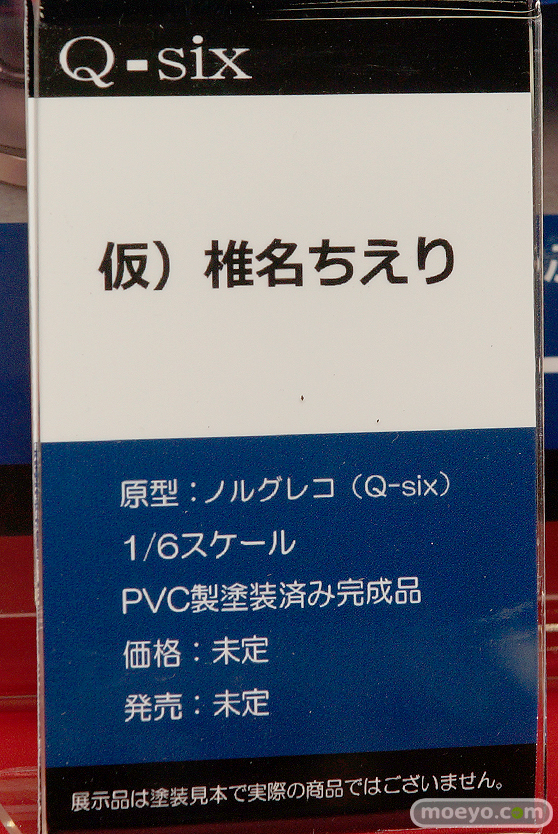 Q-six
仮）椎名ちえり
原型：ノルグレコ（Q-six）
1/6スケール
PVC製塗装済み完成品
価格：未定
発売：未定
展示品は塗装見本で実際の商品ではございません。
moeyo.com